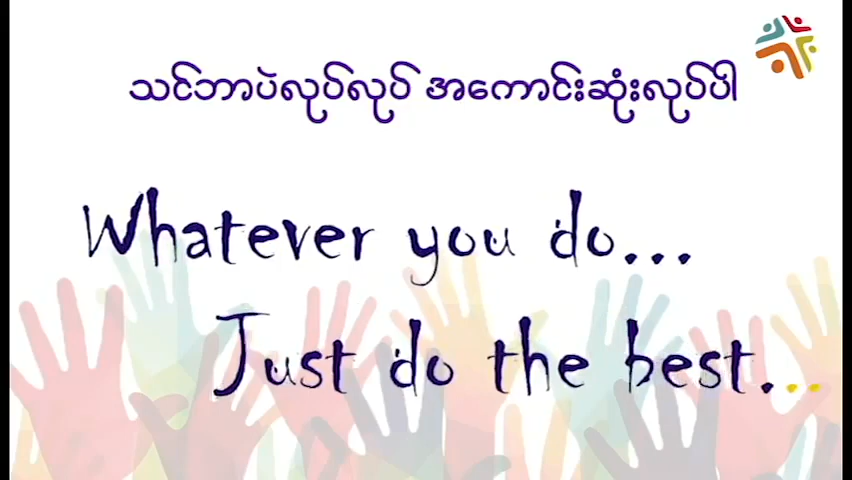 သင်ဘာပဲလုပ်လုပ် အကောင်းဆုံးလုပ်ပါ
Whatever you do...
Just do the best...